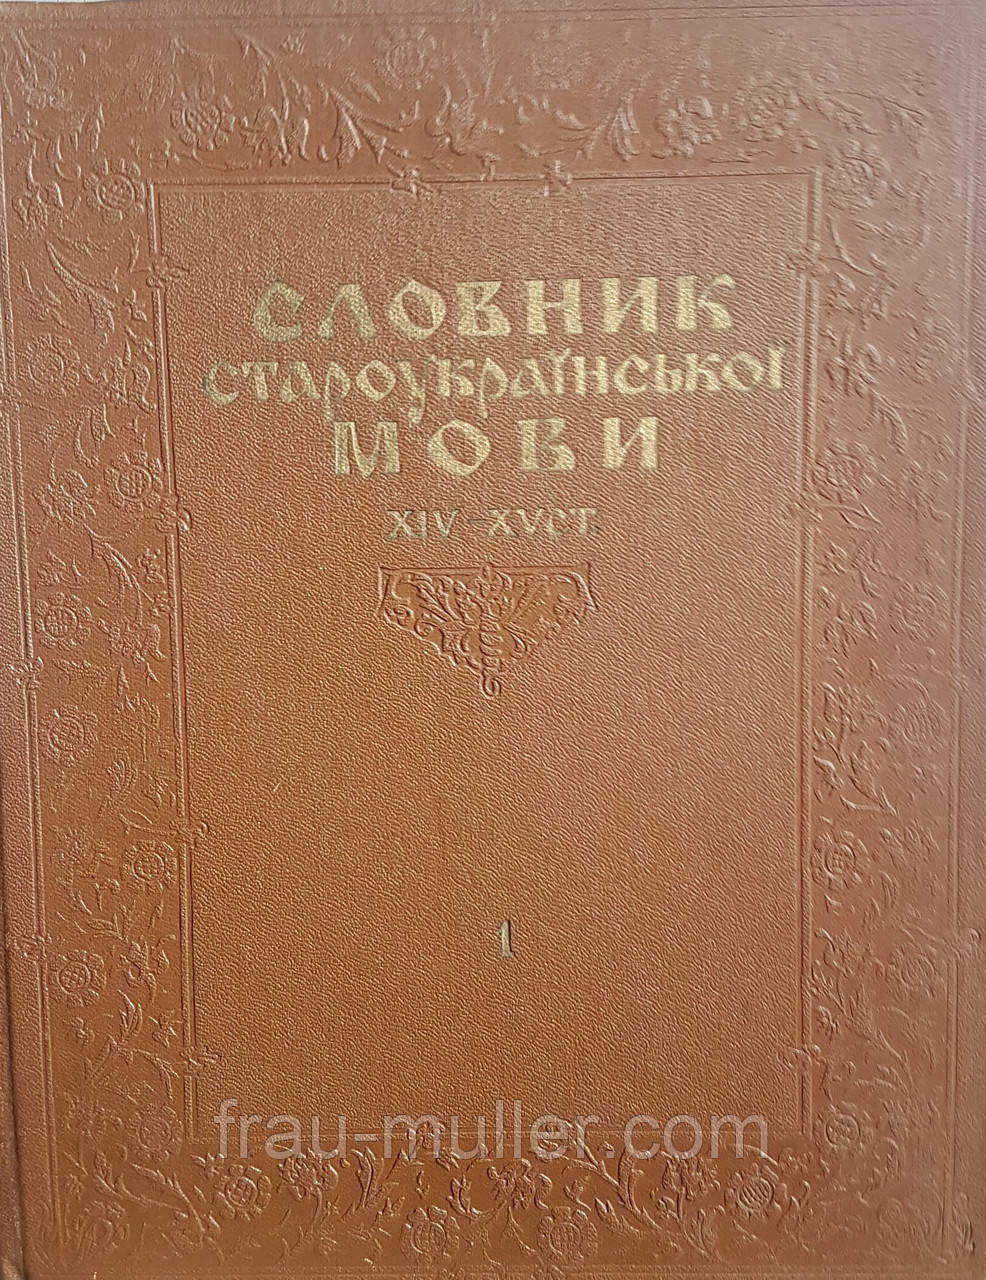 СЛОВНИК
староукраїнської
МОВИ
XIV-XV СТ.
1
frau-muller.com